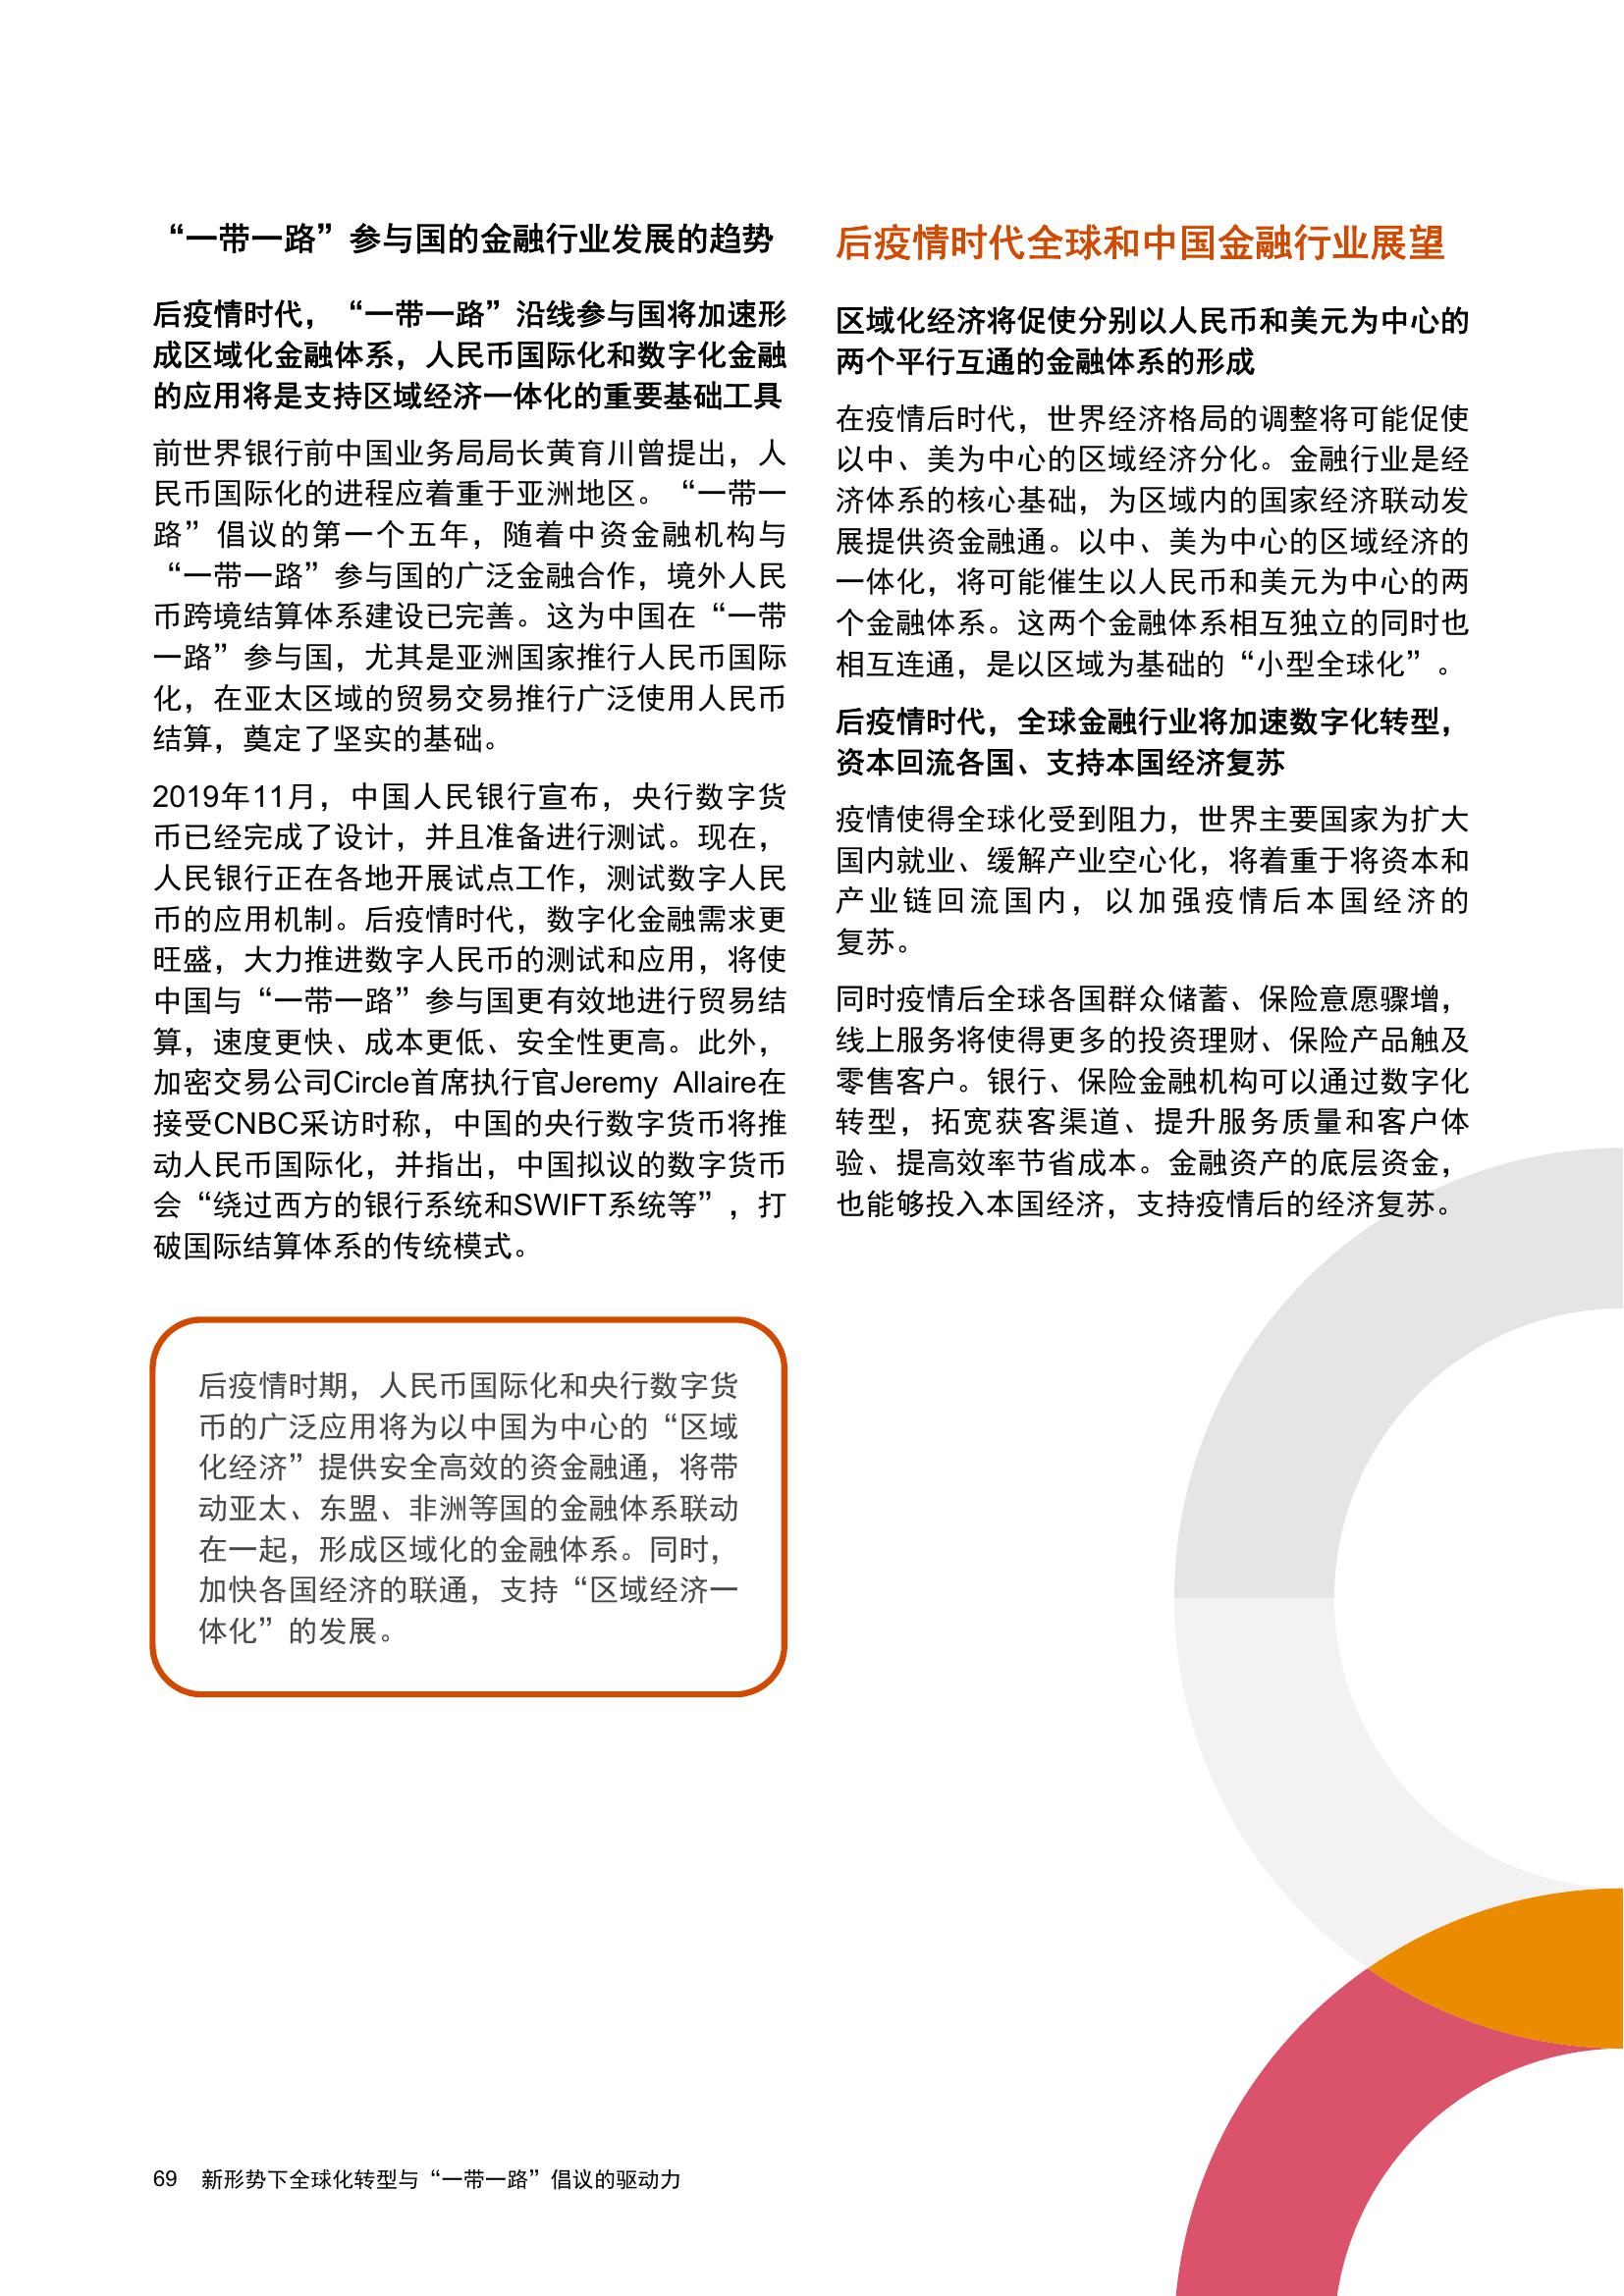 “一带一路”参与国的金融行业发展的趋势
后疫情时代，“一带一路”沿线参与国将加速形
成区域化金融体系，人民币国际化和数字化金融
的应用将是支持区域经济一体化的重要基础工具
前世界银行前中国业务局局长黄育川曾提出，人
民币国际化的进程应着重于亚洲地区。“一带一
路”倡议的第一个五年，随着中资金融机构与
“一带一路”参与国的广泛金融合作，境外人民
币跨境结算体系建设已完善。这为中国在“一带
一路”参与国，尤其是亚洲国家推行人民币国际
化，在亚太区域的贸易交易推行广泛使用人民币
结算，奠定了坚实的基础。
2019年11月，中国人民银行宣布，央行数字货
币已经完成了设计，并且准备进行测试。现在，
人民银行正在各地开展试点工作，测试数字人民
币的应用机制。后疫情时代，数字化金融需求更
旺盛，大力推进数字人民币的测试和应用，将使
中国与“一带一路”参与国更有效地进行贸易结
算，速度更快、成本更低、安全性更高。此外，
加密交易公司Circle首席执行官Jeremy Allaire在
接受CNBC采访时称，中国的央行数字货币将推
动人民币国际化，并指出，中国拟议的数字货币
会“绕过西方的银行系统和SWIFT系统等”，打
破国际结算体系的传统模式。
后疫情时期，人民币国际化和央行数字货
币的广泛应用将为以中国为中心的“区域
化经济”提供安全高效的资金融通，将带
动亚太、东盟、非洲等国的金融体系联动
在一起，形成区域化的金融体系。同时，
加快各国经济的联通，支持“区域经济一
体化”的发展。
后疫情时代全球和中国金融行业展望
区域化经济将促使分别以人民币和美元为中心的
两个平行互通的金融体系的形成
在疫情后时代，世界经济格局的调整将可能促使
以中、美为中心的区域经济分化。金融行业是经
济体系的核心基础，为区域内的国家经济联动发
展提供资金融通。以中、美为中心的区域经济的
一体化，将可能催生以人民币和美元为中心的两
个金融体系。这两个金融体系相互独立的同时也
相互连通，是以区域为基础的“小型全球化”。
后疫情时代，全球金融行业将加速数字化转型，
资本回流各国、支持本国经济复苏
疫情使得全球化受到阻力，世界主要国家为扩大
国内就业、缓解产业空心化，将着重于将资本和
产业链回流国内，以加强疫情后本国经济的
复苏。
同时疫情后全球各国群众储蓄、保险意愿骤增，
线上服务将使得更多的投资理财、保险产品触及
零售客户。银行、保险金融机构可以通过数字化
转型，拓宽获客渠道、提升服务质量和客户体
验、提高效率节省成本。金融资产的底层资金，
也能够投入本国经济，支持疫情后的经济复苏。
69 新形势下全球化转型与“一带一路”倡议的驱动力